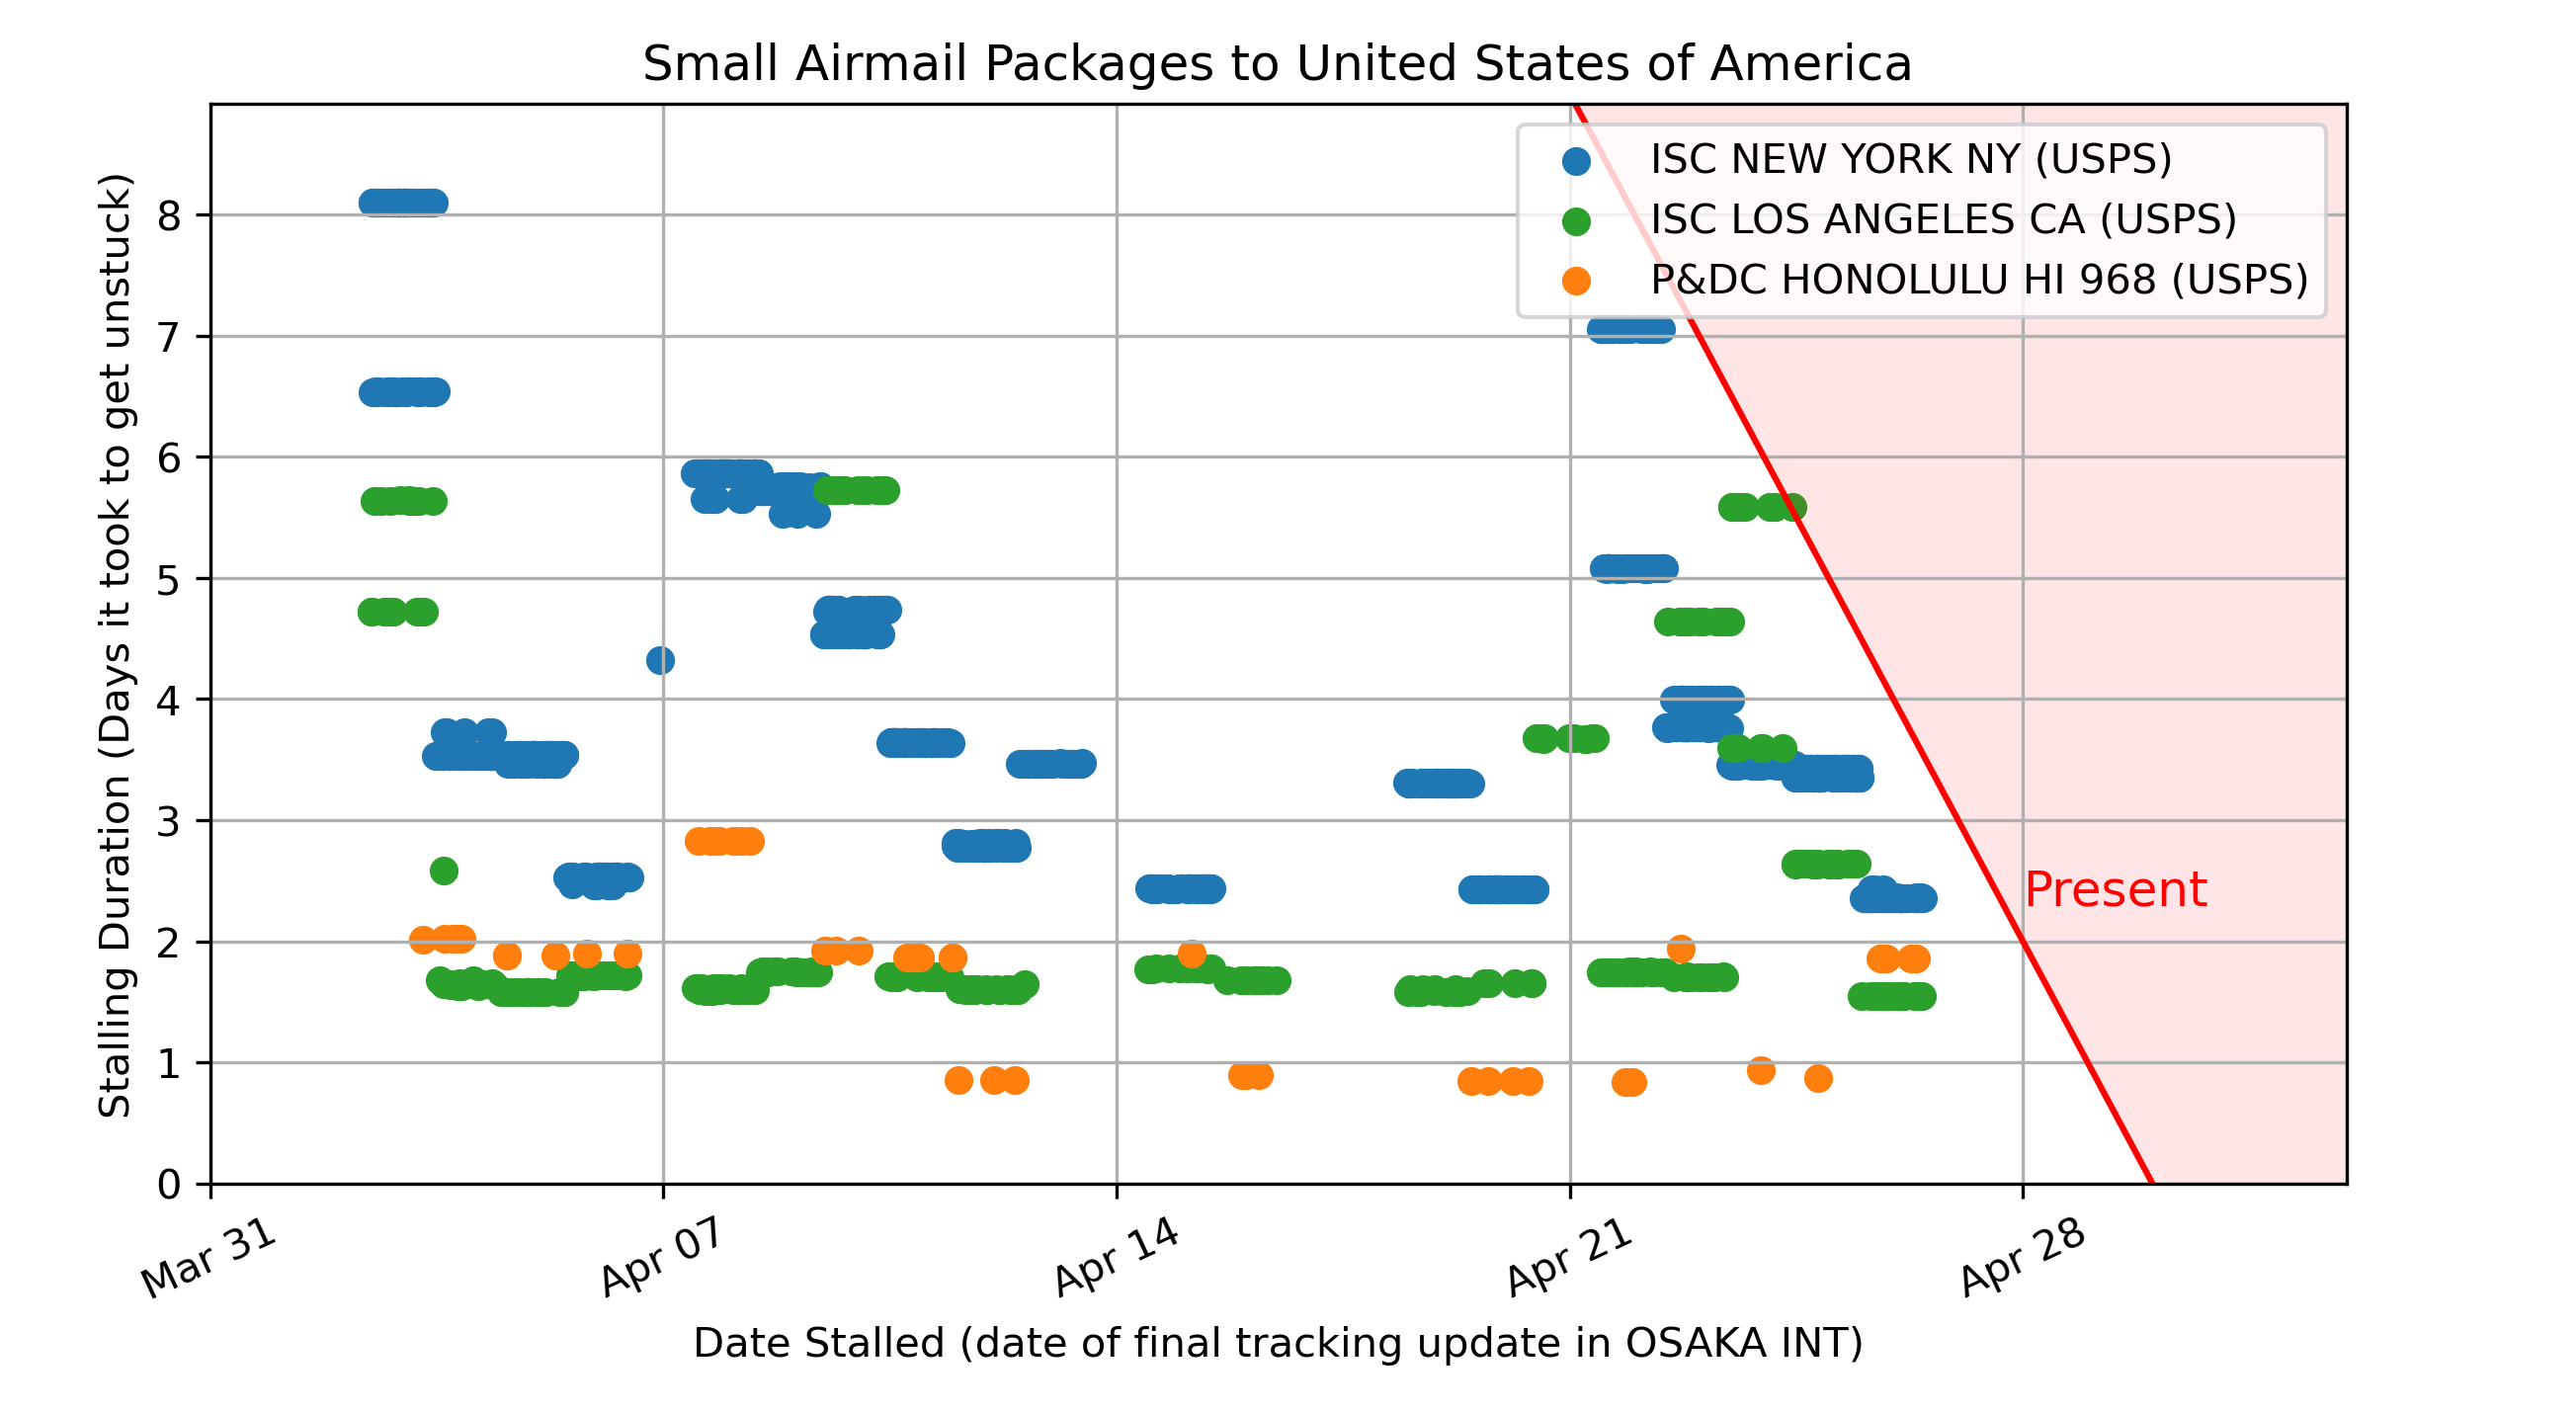 Small Airmail Packages to United States of America
ISC NEW YORK NY (USPS)
ISC LOS ANGELES CA (USPS)
P&DC HONOLULU HI 968 (USPS)
Stalling Duration (Days it took to get unstuck)
8
7
6
5
4
3
2
1
0
Present
Mar 31
Apr 07
Apr 14
Apr 21
Apr 28
Date Stalled (date of final tracking update in OSAKA INT)